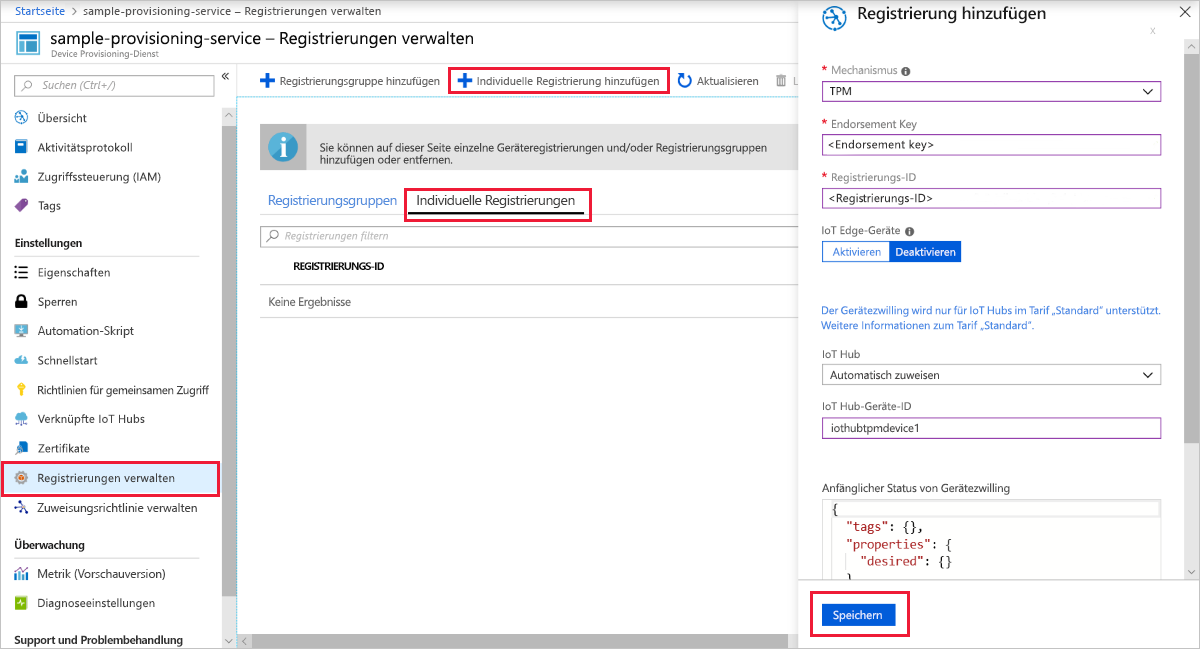 Startseite > sample-provisioning-service – Registrierungen verwalten
sample-provisioning-service – Registrierungen verwalten
Device Provisioning-Dienst
Suchen (Ctrl+/)
Übersicht
Aktivitätsprotokoll
Zugriffssteuerung (IAM)
Tags
Einstellungen
Eigenschaften
Sperren
Automation-Skript
Schnellstart
Richtlinien für gemeinsamen Zugriff
Verknüpfte IoT Hubs
Zertifikate
Registrierungen verwalten
Zuweisungsrichtlinie verwalten
Überwachung
Metrik (Vorschauversion)
Diagnoseeinstellungen
Support und Problembehandlung
Registrierungsgruppe hinzufügen
Individuelle Registrierung hinzufügen
Aktualisieren
L
Sie können auf dieser Seite einzelne Geräteregistrierungen und/oder Registrierungsgruppen
hinzufügen oder entfernen.
Registrierungsgruppen
Individuelle Registrierungen
Registrierungen filtern
REGISTRIERUNGS-ID
Keine Ergebnisse
Registrierung hinzufügen
x
* Mechanismus
TPM
* Endorsement Key
<Endorsement key>
* Registrierungs-ID
<Registrierungs-ID>
IoT Edge-Geräte
Aktivieren Deaktivieren
Der Gerätezwilling wird nur für IoT Hubs im Tarif „Standard“ unterstützt.
Weitere Informationen zum Tarif „Standard“.
IoT Hub
Automatisch zuweisen
IoT Hub-Geräte-ID
iothubtpmdevice1
Anfänglicher Status von Gerätezwilling
{
"tags": {},
"properties": {
"desired": {}
}
Speichern